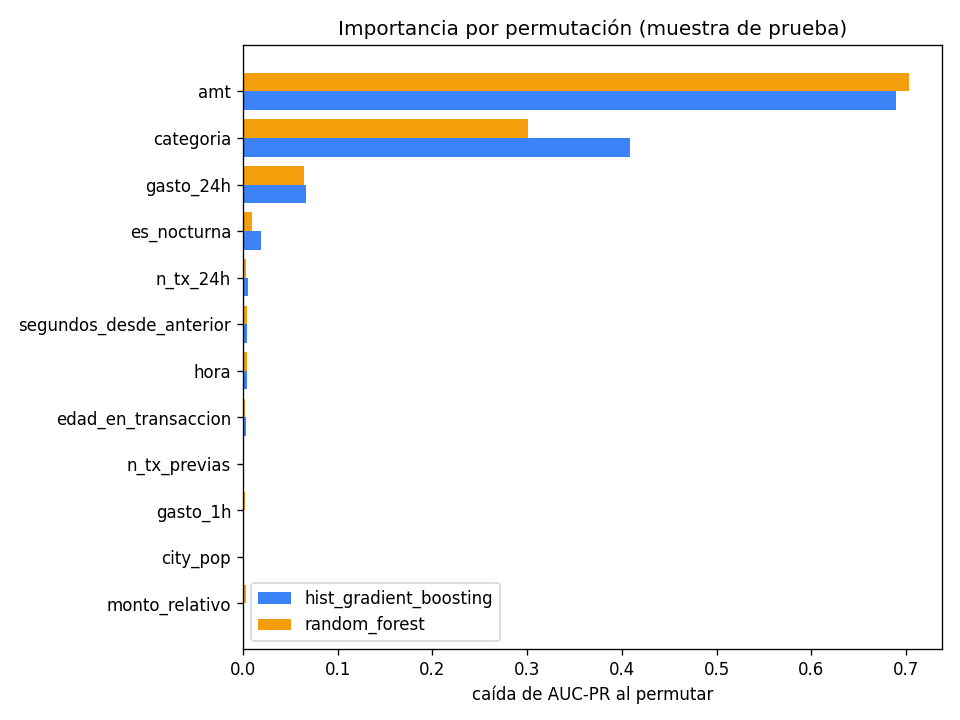 Importancia por permutación (muestra de prueba)
amt
categoria
gasto_24h
es_nocturna
n_tx_24h
segundos_desde_anterior
hora
edad_en_transaccion
n_tx_previas
gasto_1h
city_pop
monto_relativo
hist_gradient_boosting
random_forest
0.0 0.1 0.2 0.3 0.4 0.5 0.6 0.7
caída de AUC-PR al permutar